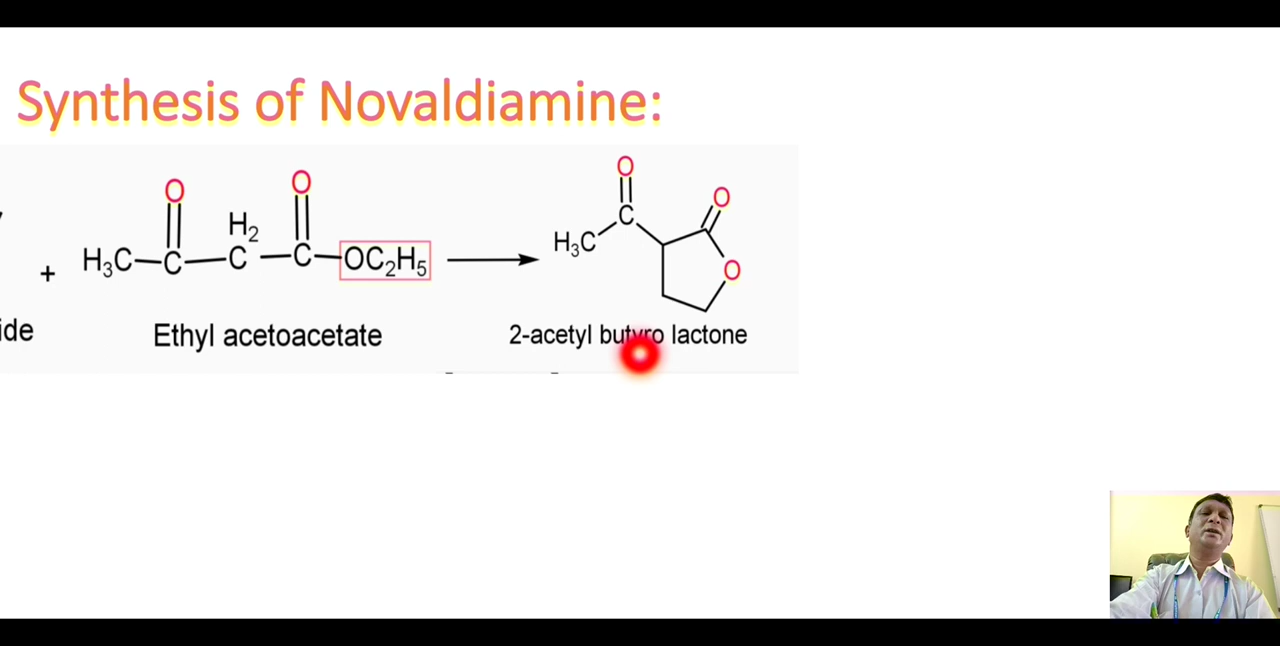 Synthesis of Novaldiamine:
O O O O
H₂
H₃C C C C OC₂H₅ H₃C C O
+
ide Ethyl acetoacetate 2-acetyl butyro lactone